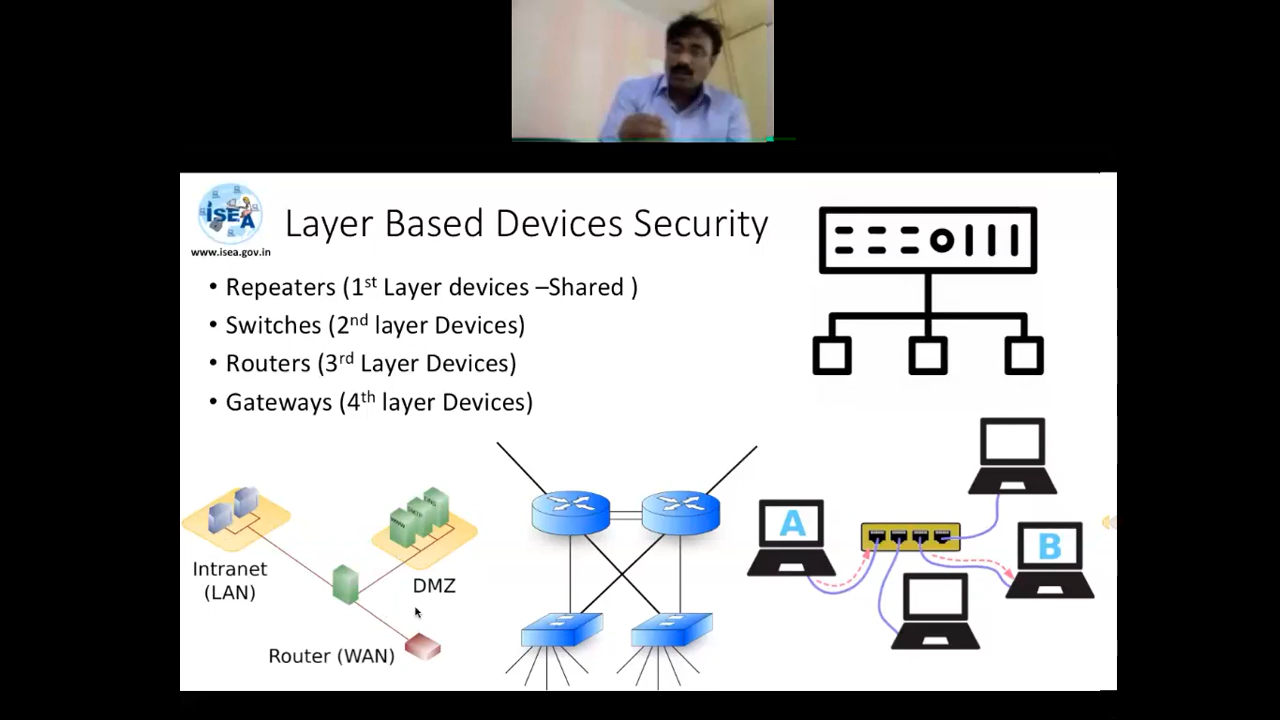 ISEA
www.isea.gov.in
Layer Based Devices Security
• Repeaters (1st Layer devices –Shared )
• Switches (2nd layer Devices)
• Routers (3rd Layer Devices)
• Gateways (4th layer Devices)
Intranet
(LAN)
DMZ
Router (WAN)
A
B